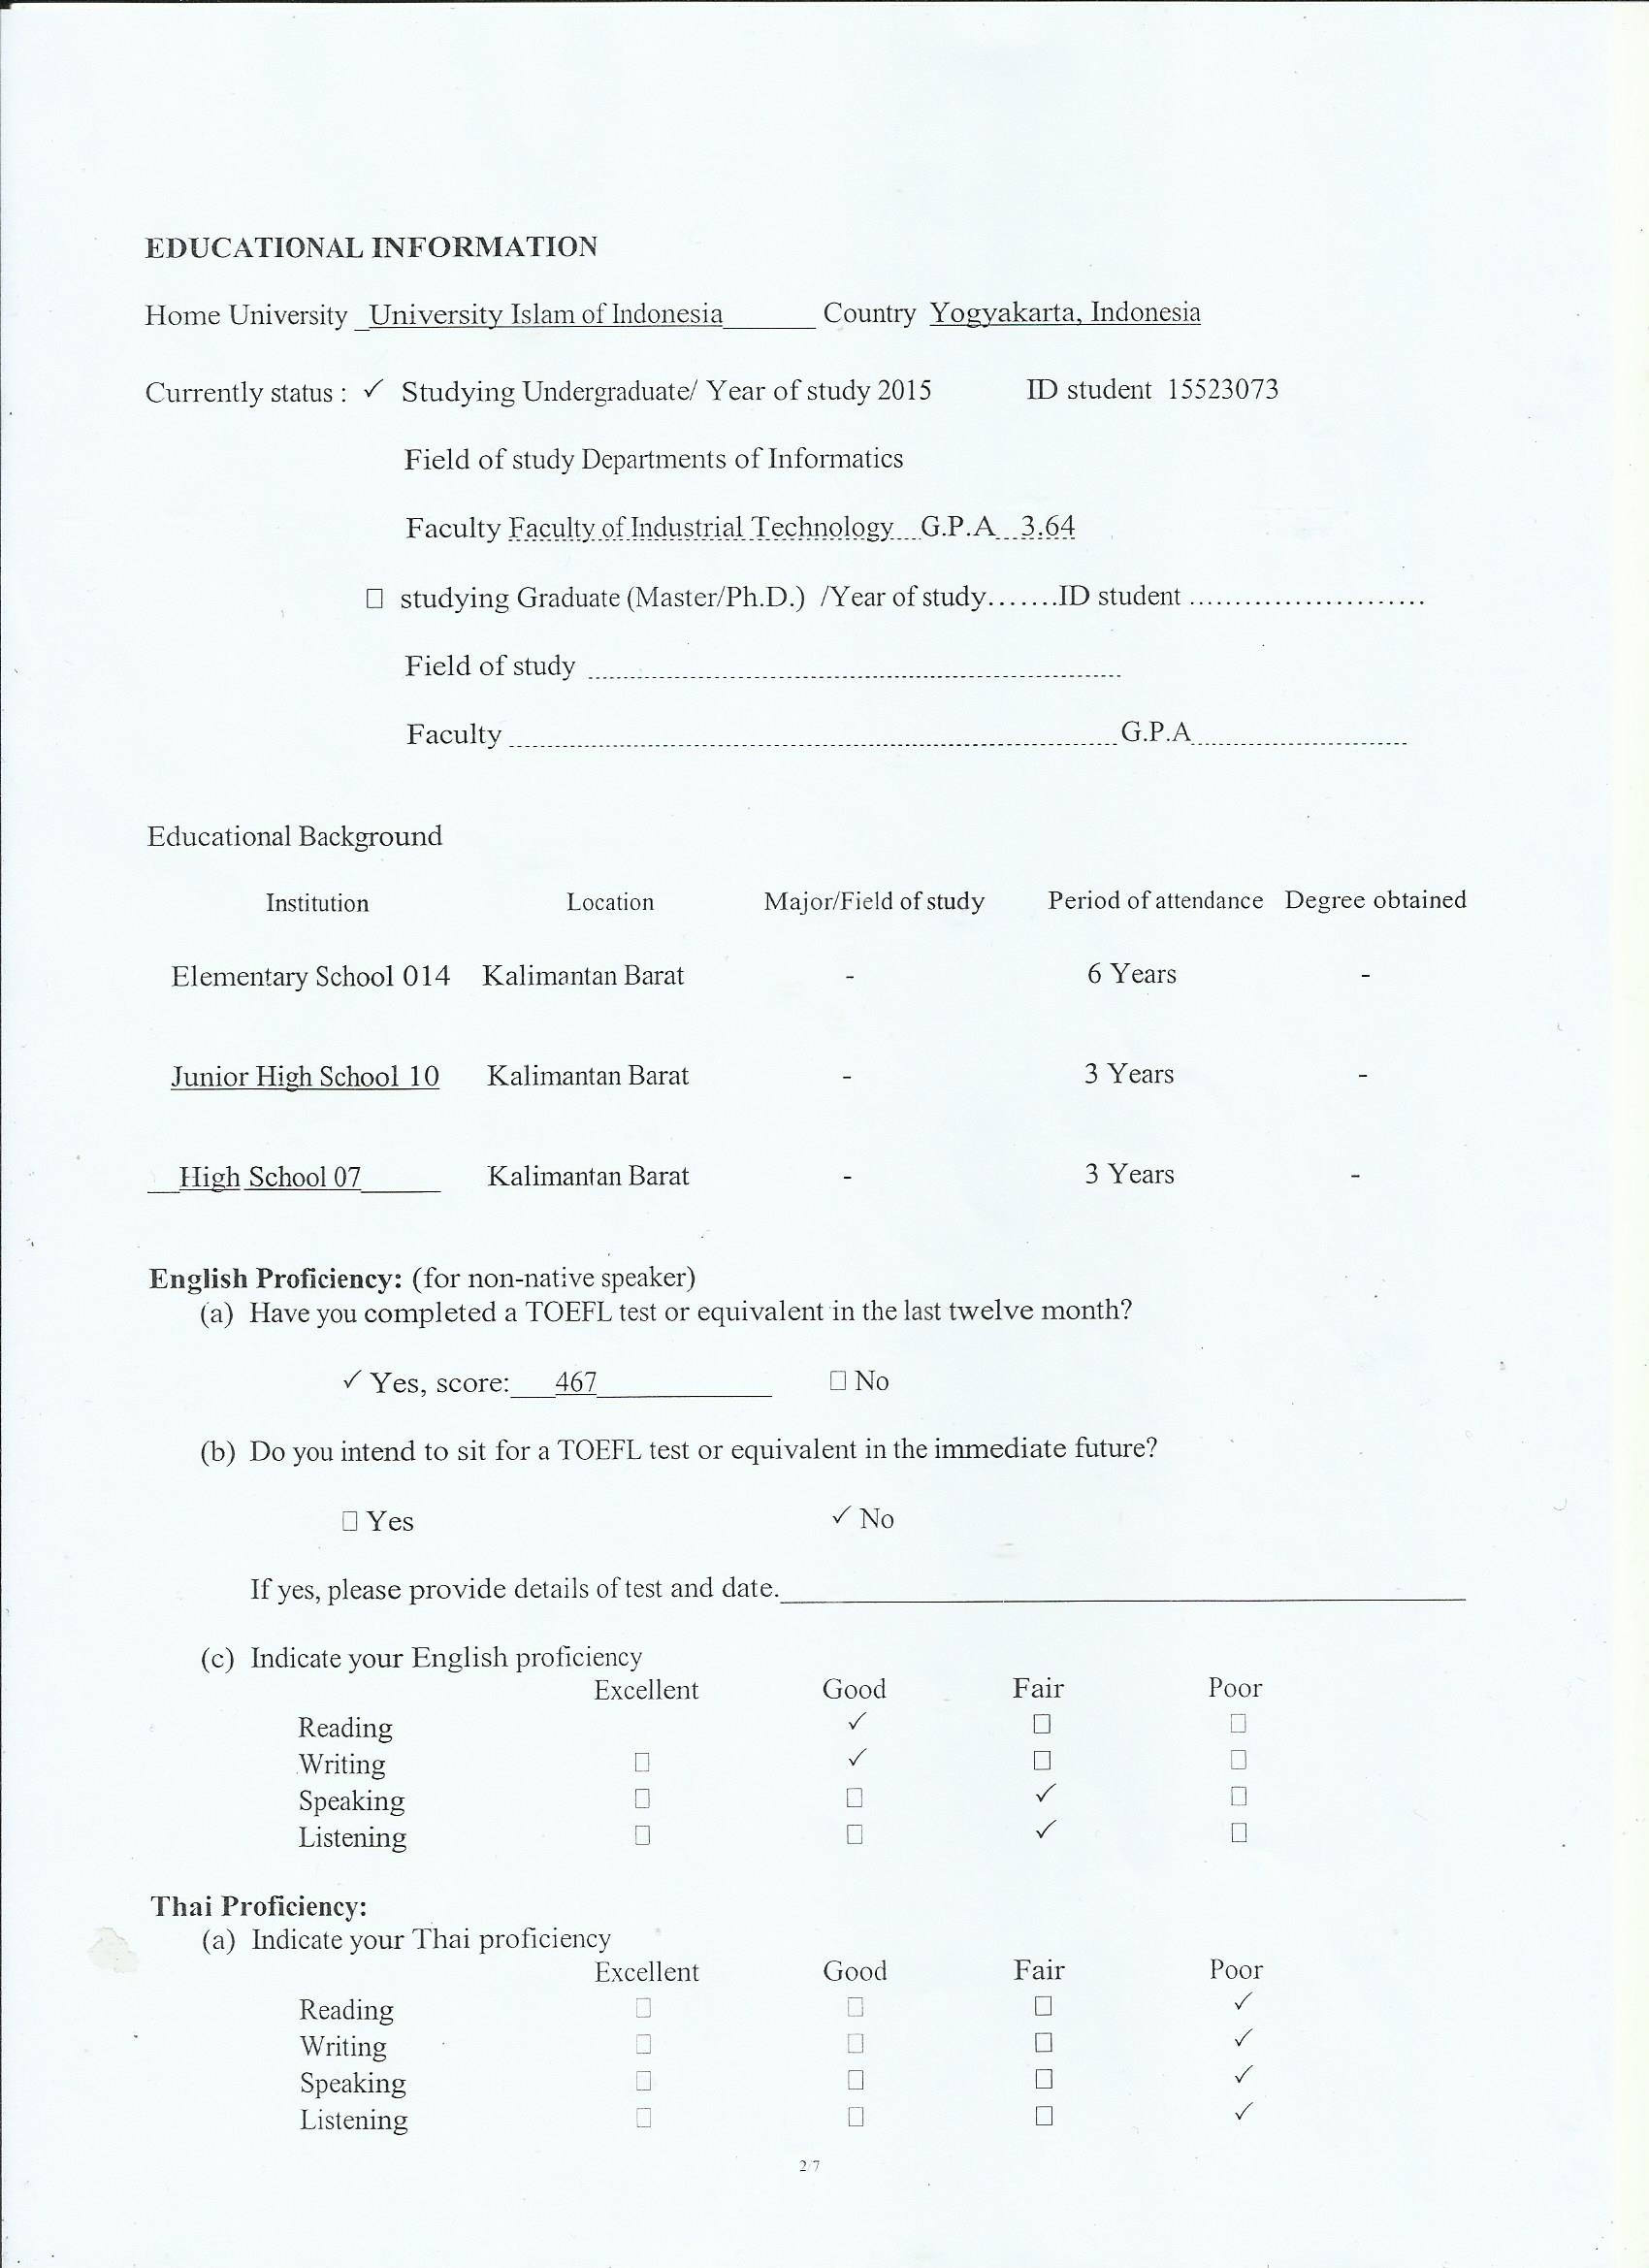 EDUCATIONAL INFORMATION
Home University University Islam of Indonesia Country Yogyakarta, Indonesia
Currently status : ✓ Studying Undergraduate/ Year of study 2015 ID student 15523073
Field of study Departments of Informatics
Faculty Faculty of Industrial Technology G.P.A 3.64
☐ studying Graduate (Master/Ph.D.) /Year of study.......ID student ..........................
Field of study ..........................
Faculty ..........................G.P.A..........................
Educational Background
Institution Location Major/Field of study Period of attendance Degree obtained
Elementary School 014 Kalimantan Barat - 6 Years -
Junior High School 10 Kalimantan Barat - 3 Years -
High School 07 Kalimantan Barat - 3 Years -
English Proficiency: (for non-native speaker)
(a) Have you completed a TOEFL test or equivalent in the last twelve month?
✓ Yes, score: 467 ☐ No
(b) Do you intend to sit for a TOEFL test or equivalent in the immediate future?
☐ Yes ✓ No
If yes, please provide details of test and date.
(c) Indicate your English proficiency
Excellent Good Fair Poor
Reading ✓ ☐ ☐
Writing ☐ ✓ ☐ ☐
Speaking ☐ ☐ ✓ ☐
Listening ☐ ☐ ✓ ☐
Thai Proficiency:
(a) Indicate your Thai proficiency
Excellent Good Fair Poor
Reading ☐ ☐ ☐ ✓
Writing ☐ ☐ ☐ ✓
Speaking ☐ ☐ ☐ ✓
Listening ☐ ☐ ☐ ✓
2/7